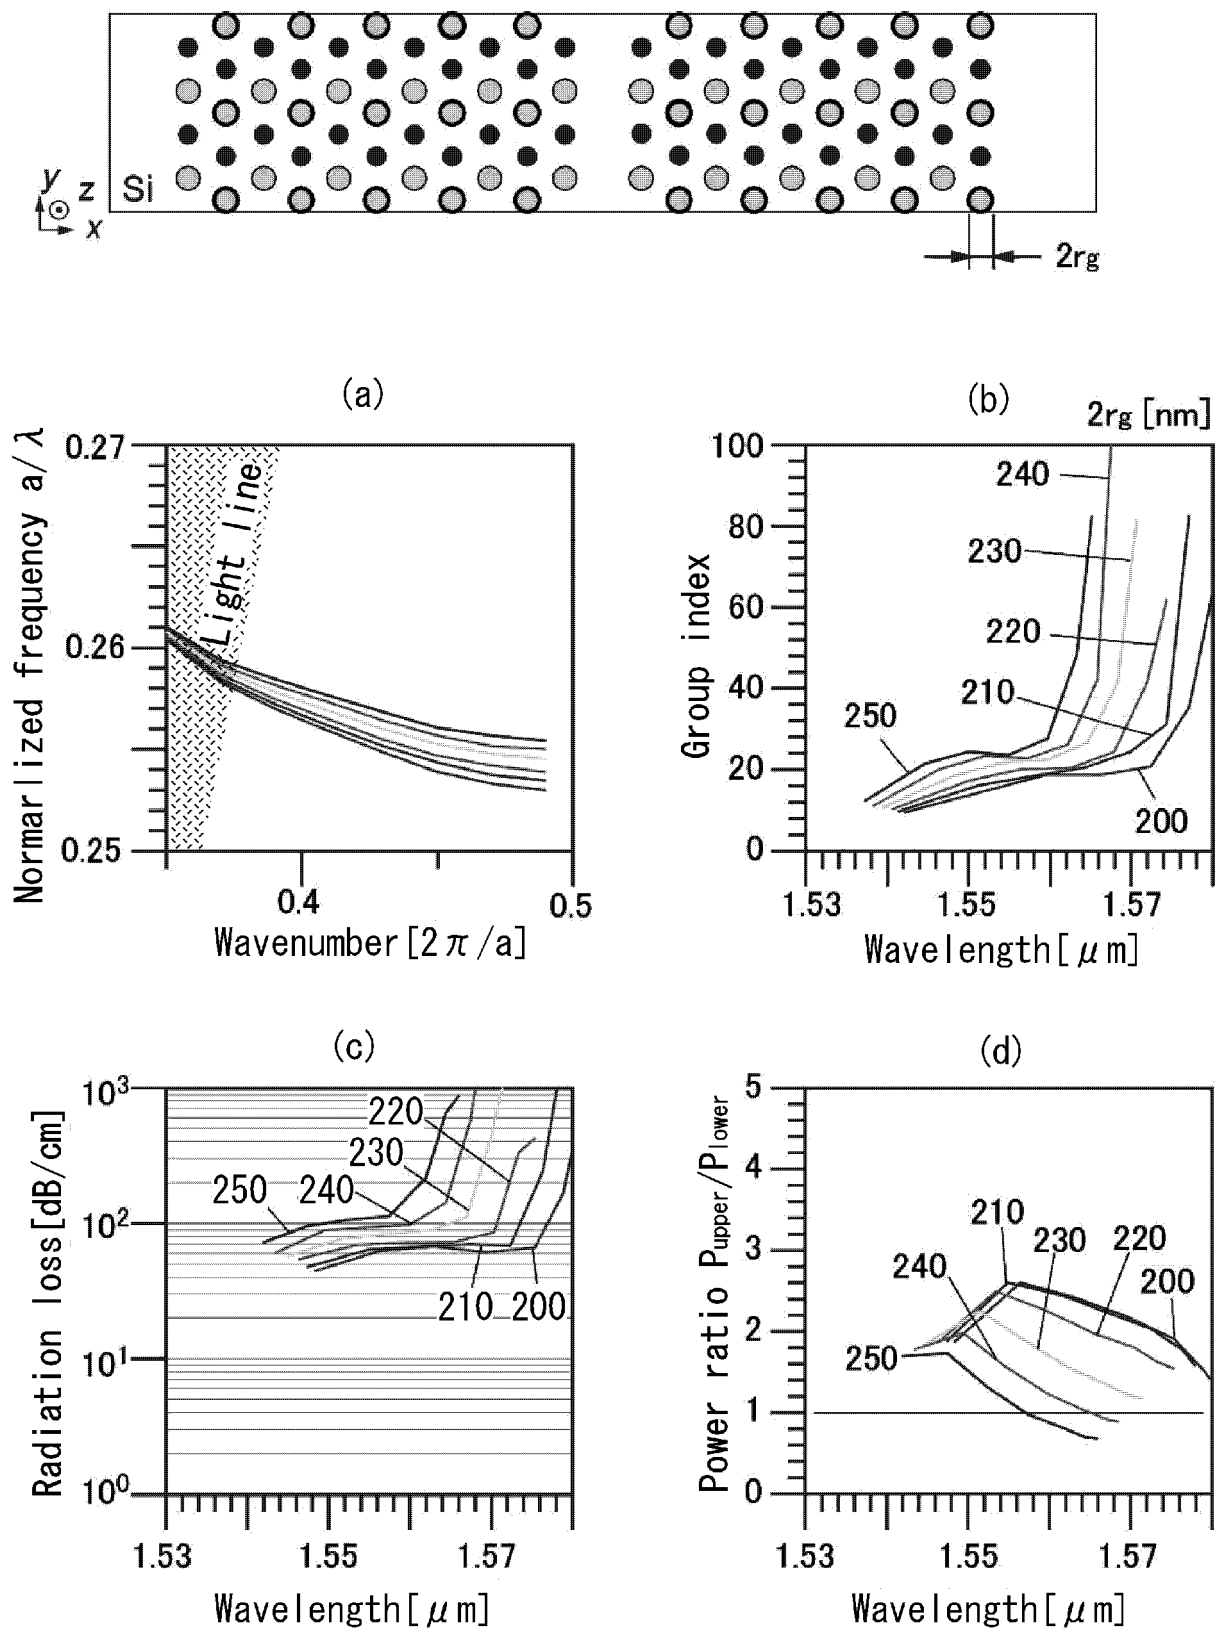 Si
y
z
x
2rg
(a)
Normarlized frequency a/λ
0.27
0.26
0.25
Light line
0.4
0.5
Wavenumber[2π/a]
(b)
2rg[nm]
Group index
100
80
60
40
20
0
240
230
220
210
250
200
1.53
1.55
1.57
Wavelength[μm]
(c)
Radiation loss[dB/cm]
10³
10²
10¹
10⁰
220
230
250
240
210
200
1.53
1.55
1.57
Wavelength[μm]
(d)
Power ratio Pupper/Plower
5
4
3
2
1
0
210
230
220
240
200
250
1.53
1.55
1.57
Wavelength[μm]